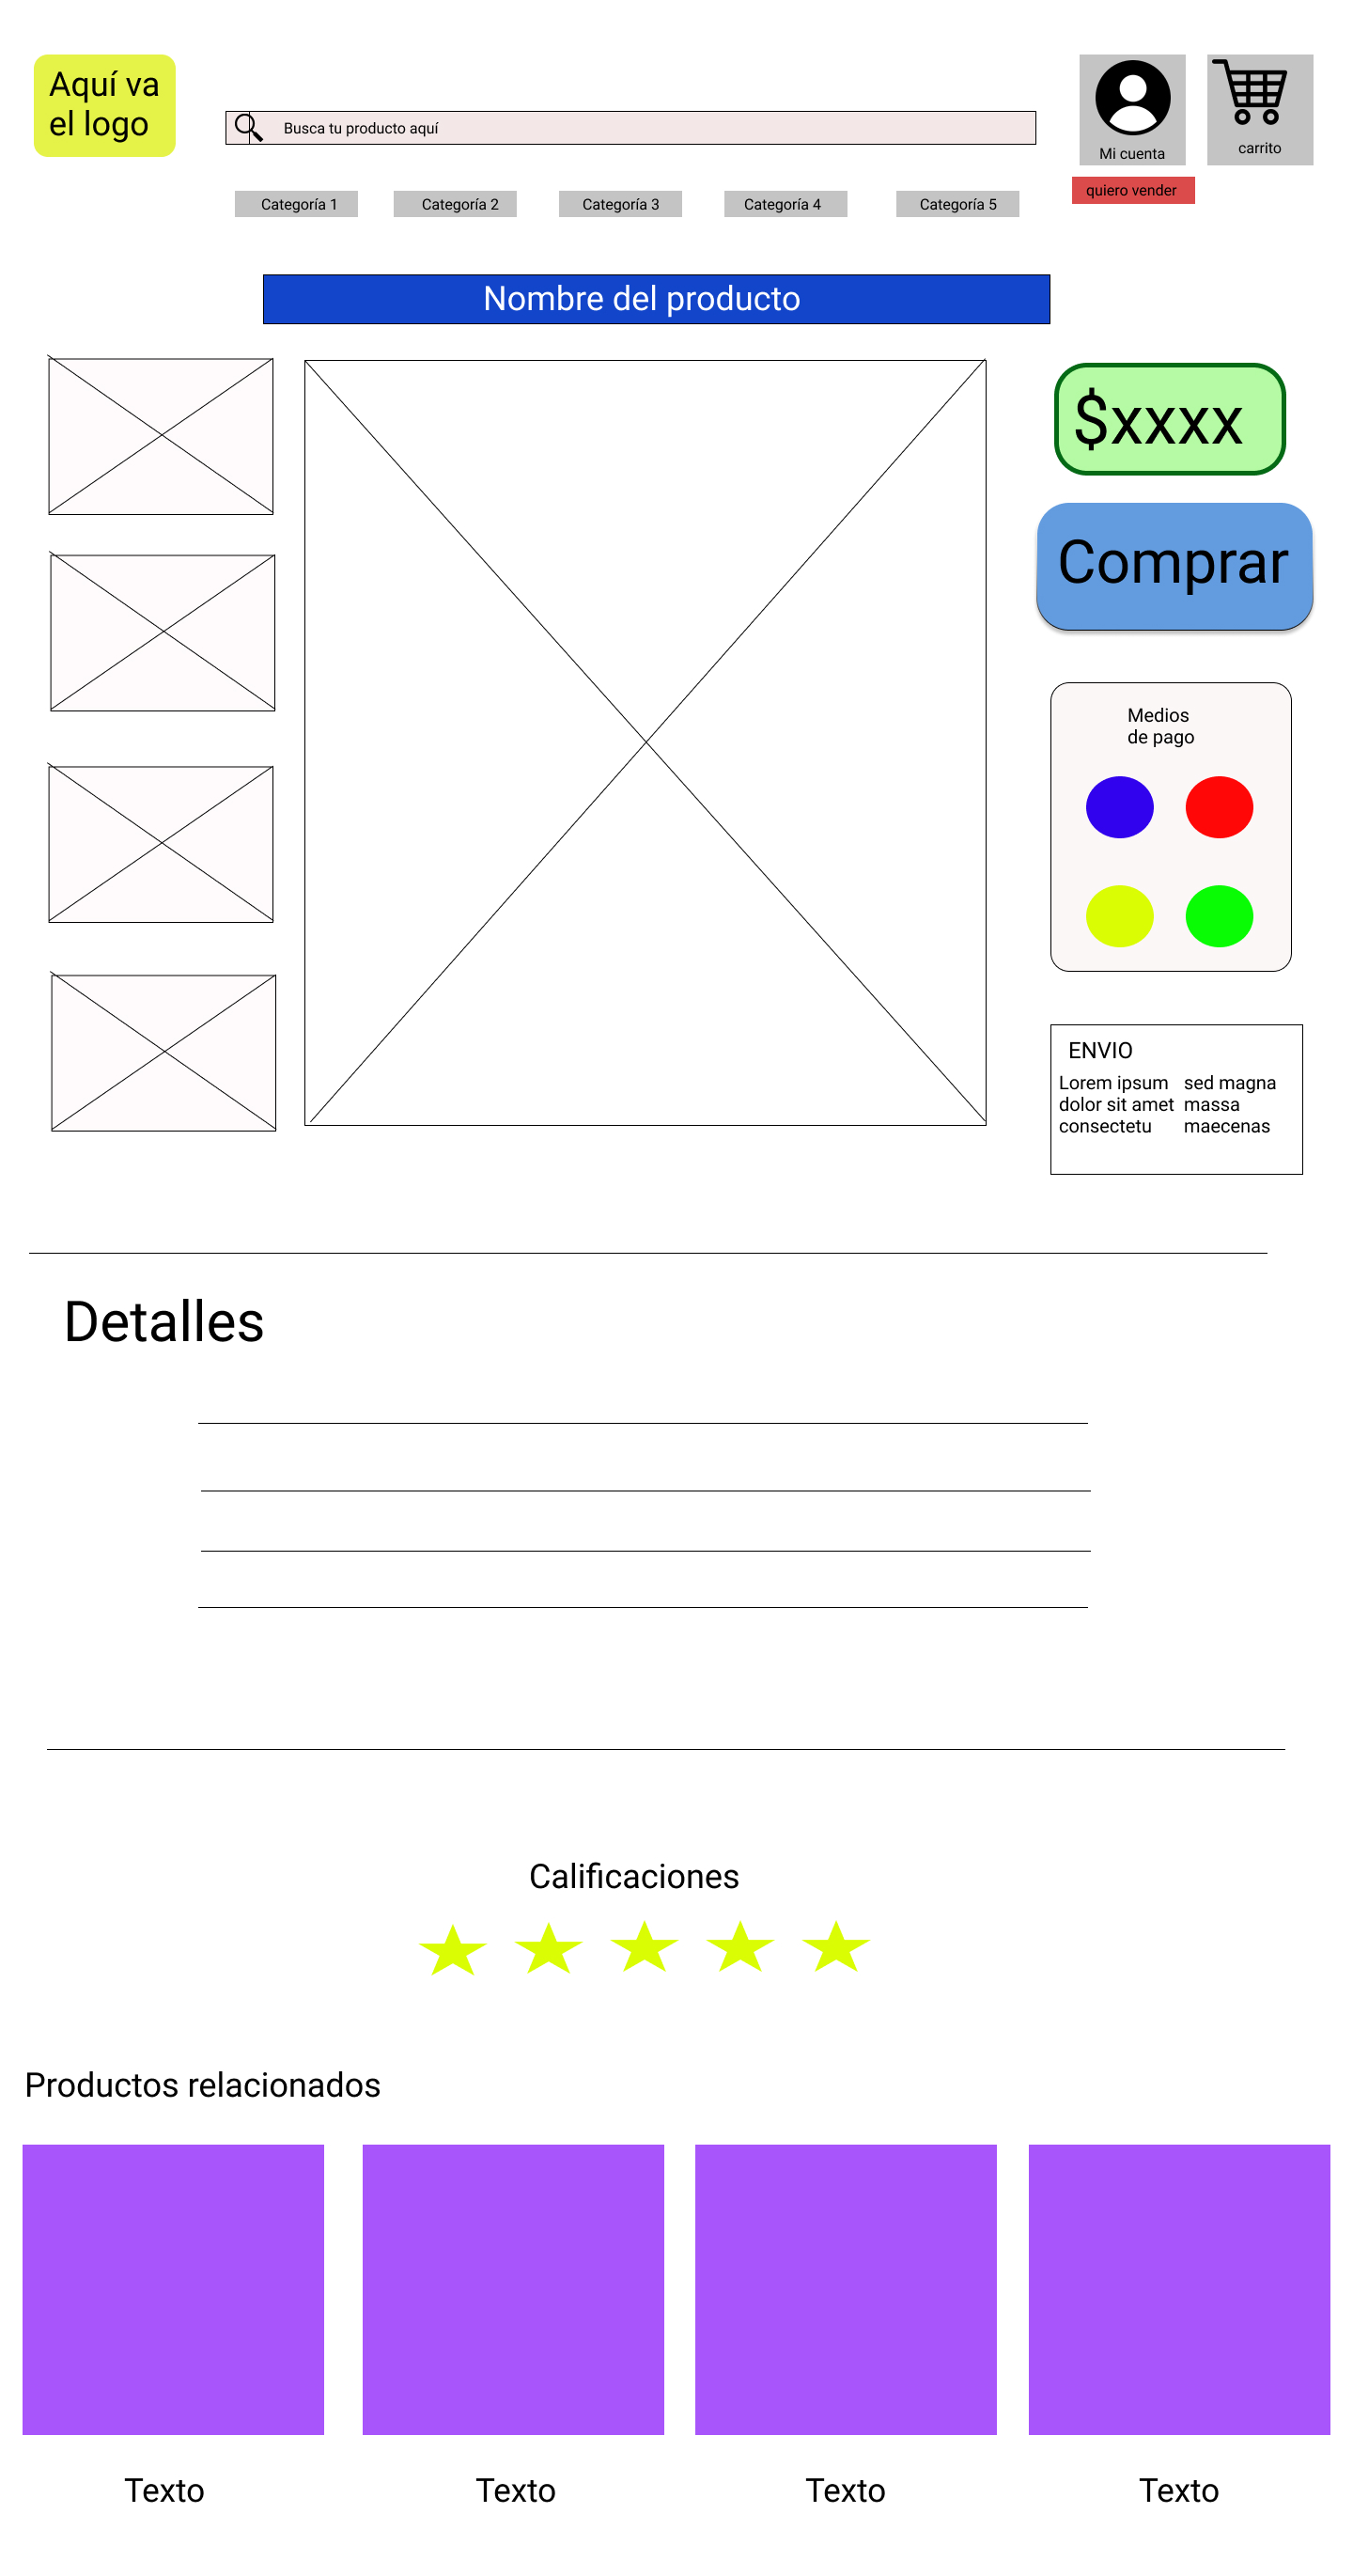 Aquí va
el logo
Busca tu producto aquí
Mi cuenta
carrito
quiero vender
Categoría 1
Categoría 2
Categoría 3
Categoría 4
Categoría 5
Nombre del producto
$xxxx
Comprar
Medios
de pago
ENVIO
Lorem ipsum
dolor sit amet
consectetu
sed magna
massa
maecenas
Detalles
Calificaciones
Productos relacionados
Texto
Texto
Texto
Texto